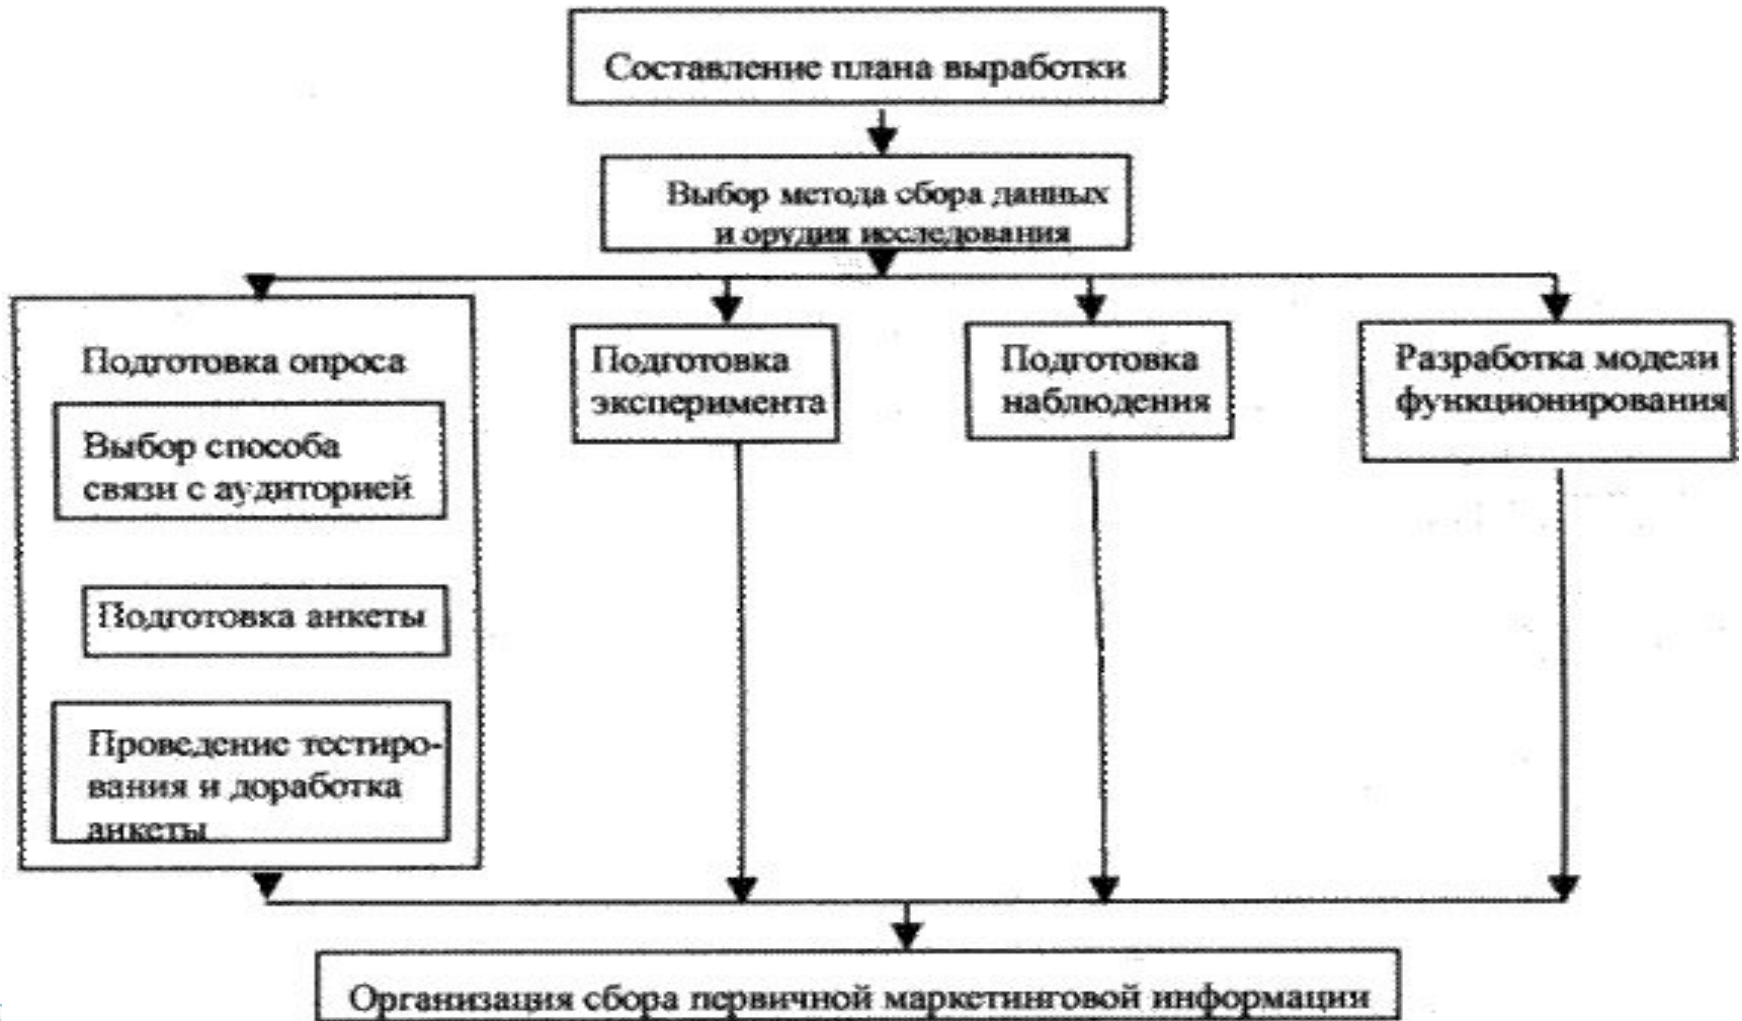 Составление плана выработки
Выбор метода сбора данных
и орудия исследования
Подготовка опроса
Выбор способа
связи с аудиторией
Подготовка анкеты
Проведение тестиро-
вания и доработка
анкеты
Подготовка
эксперимента
Подготовка
наблюдения
Разработка модели
функционирования
Организация сбора первичной маркетинговой информации